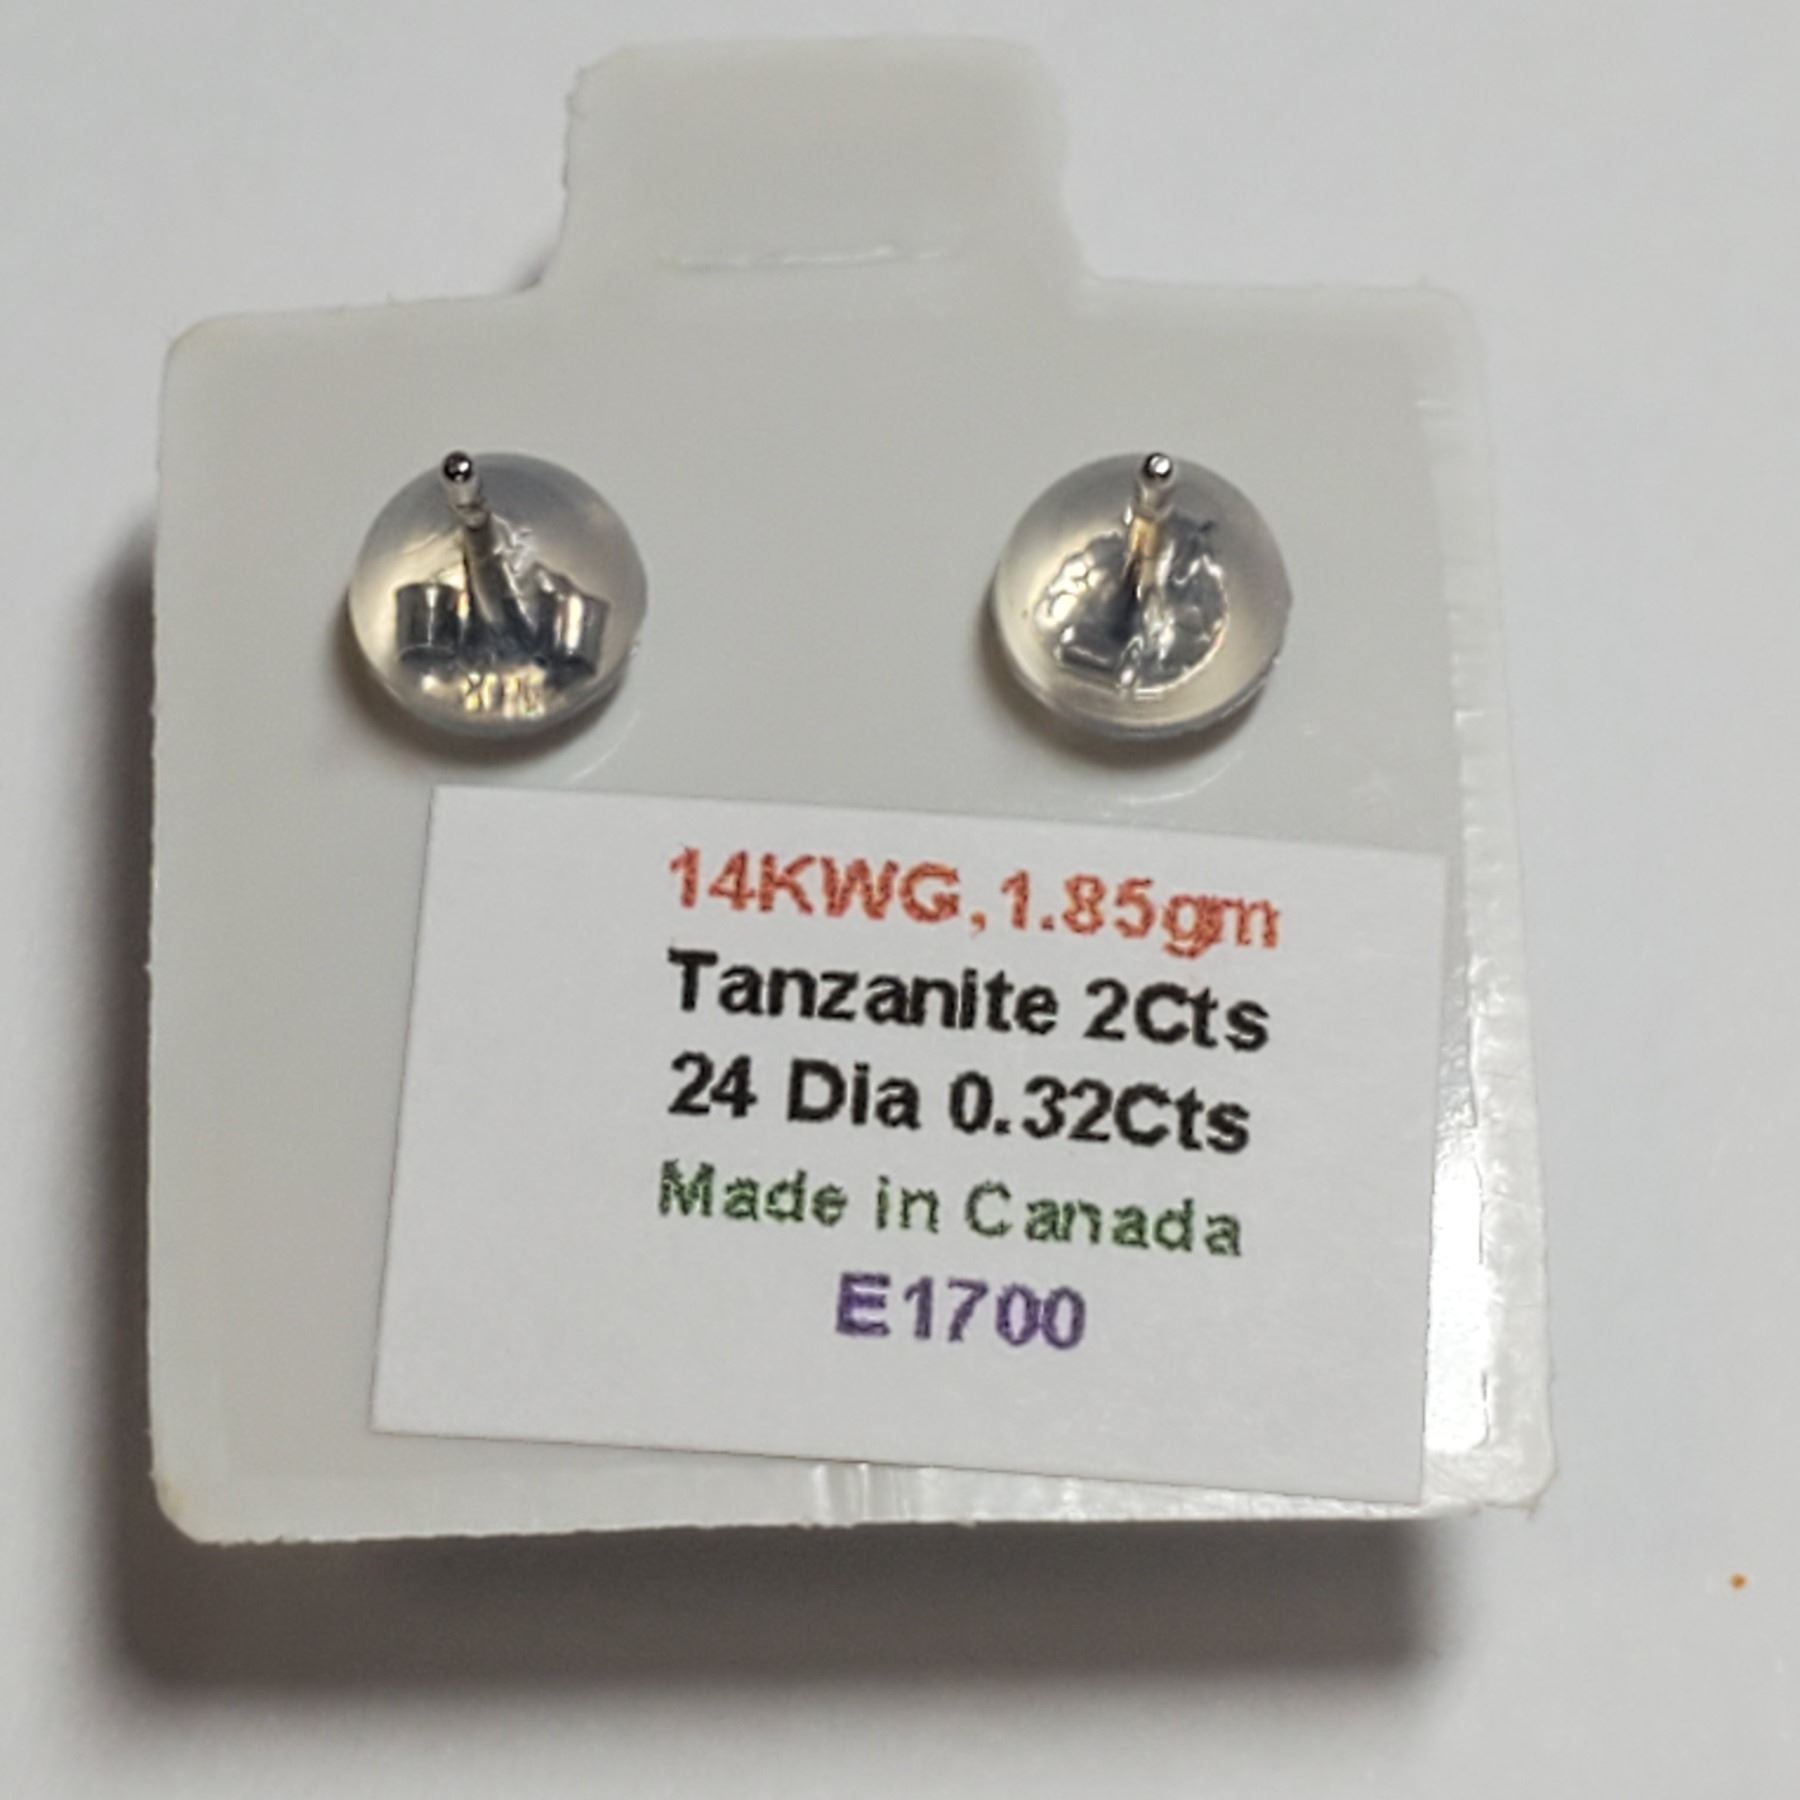 14KWG,1.85gm
Tanzanite 2Cts
24 Dia 0.32Cts
Made in Canada
E1700